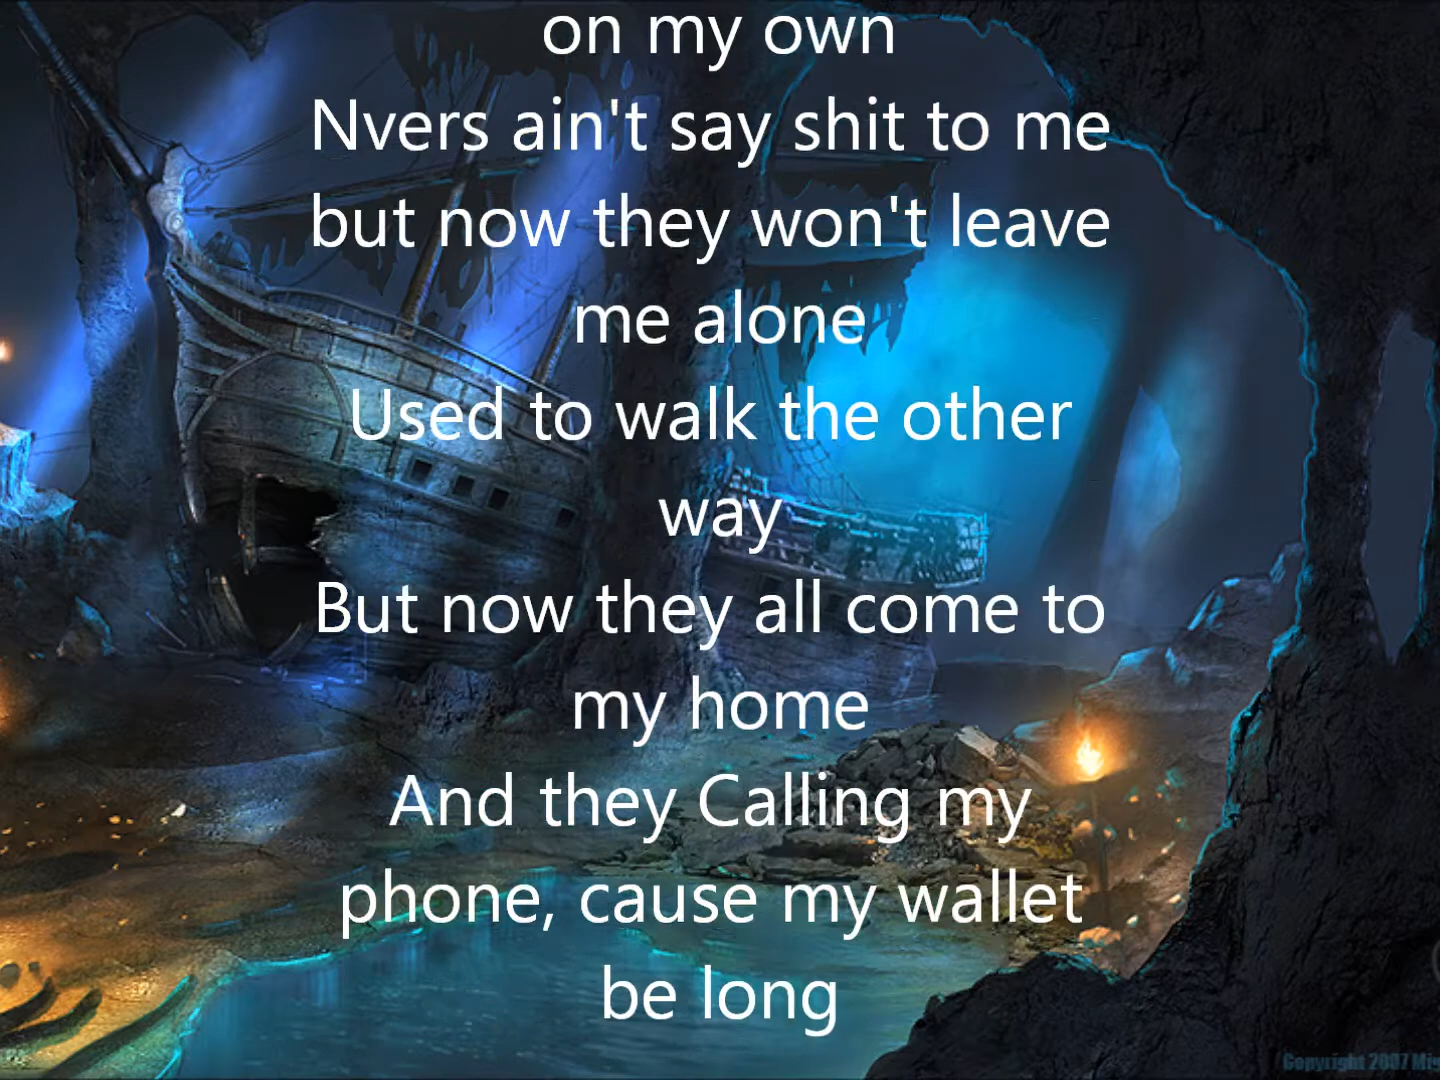 on my own
Nvers ain't say shit to me
but now they won't leave
me alone
Used to walk the other
way
But now they all come to
my home
And they Calling my
phone, cause my wallet
be long
Copyright 2007